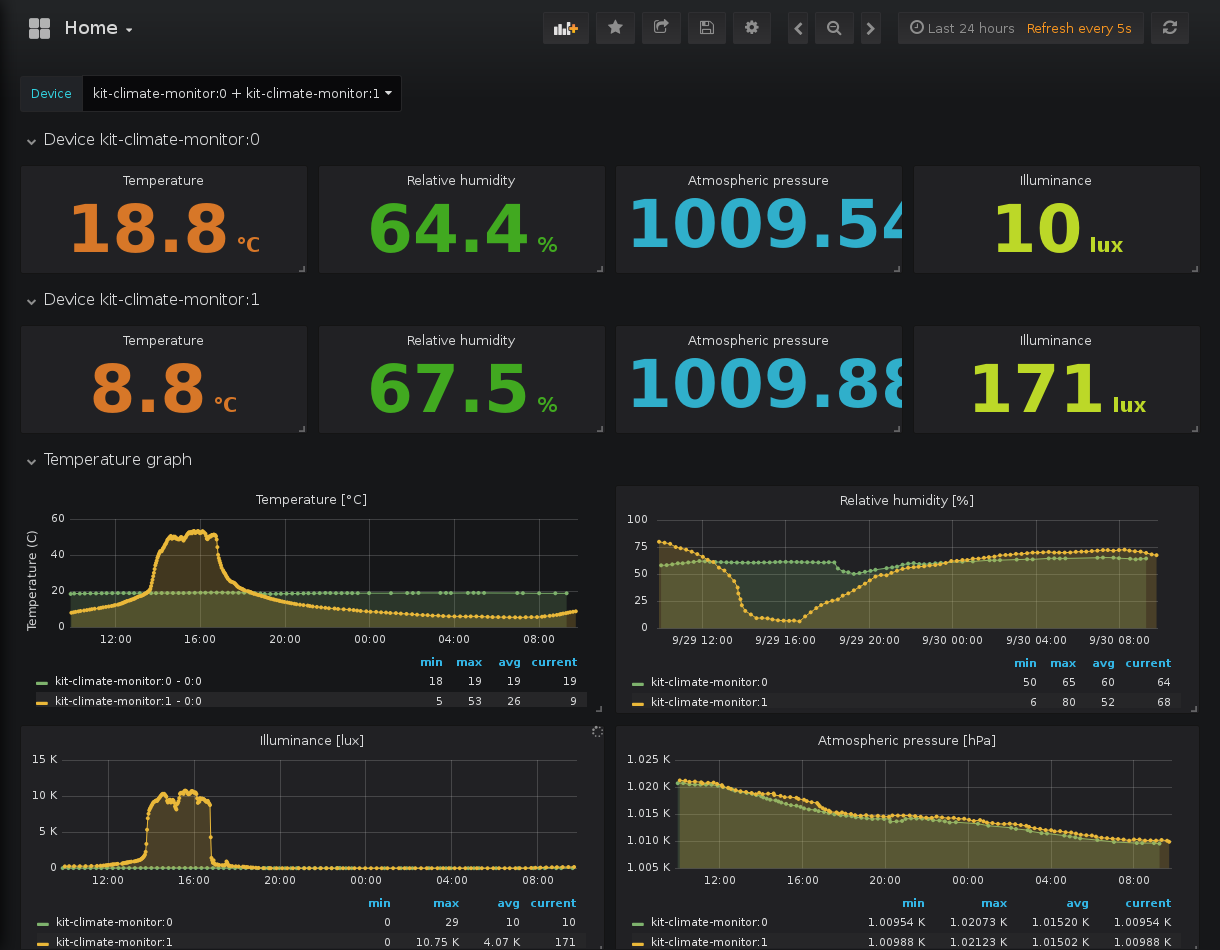 Home
Last 24 hours Refresh every 5s
Device kit-climate-monitor:0 + kit-climate-monitor:1
Device kit-climate-monitor:0
Temperature Relative humidity Atmospheric pressure Illuminance
18.8 °C 64.4 % 1009.54 10 lux
Device kit-climate-monitor:1
Temperature Relative humidity Atmospheric pressure Illuminance
8.8 °C 67.5 % 1009.88 171 lux
Temperature graph
Temperature [°C]
Temperature (C)
60
40
20
0
12:00 16:00 20:00 00:00 04:00 08:00
min max avg current
kit-climate-monitor:0 - 0:0 18 19 19 19
kit-climate-monitor:1 - 0:0 5 53 26 9
Relative humidity [%]
100
75
50
25
0
9/29 12:00 9/29 16:00 9/29 20:00 9/30 00:00 9/30 04:00 9/30 08:00
min max avg current
kit-climate-monitor:0 50 65 60 64
kit-climate-monitor:1 6 80 52 68
Illuminance [lux]
15 K
10 K
5 K
0
12:00 16:00 20:00 00:00 04:00 08:00
min max avg current
kit-climate-monitor:0 0 29 10 10
kit-climate-monitor:1 0 10.75 K 4.07 K 171
Atmospheric pressure [hPa]
1.025 K
1.020 K
1.015 K
1.010 K
1.005 K
12:00 16:00 20:00 00:00 04:00 08:00
min max avg current
kit-climate-monitor:0 1.00954 K 1.02073 K 1.01520 K 1.00954 K
kit-climate-monitor:1 1.00988 K 1.02123 K 1.01502 K 1.00988 K